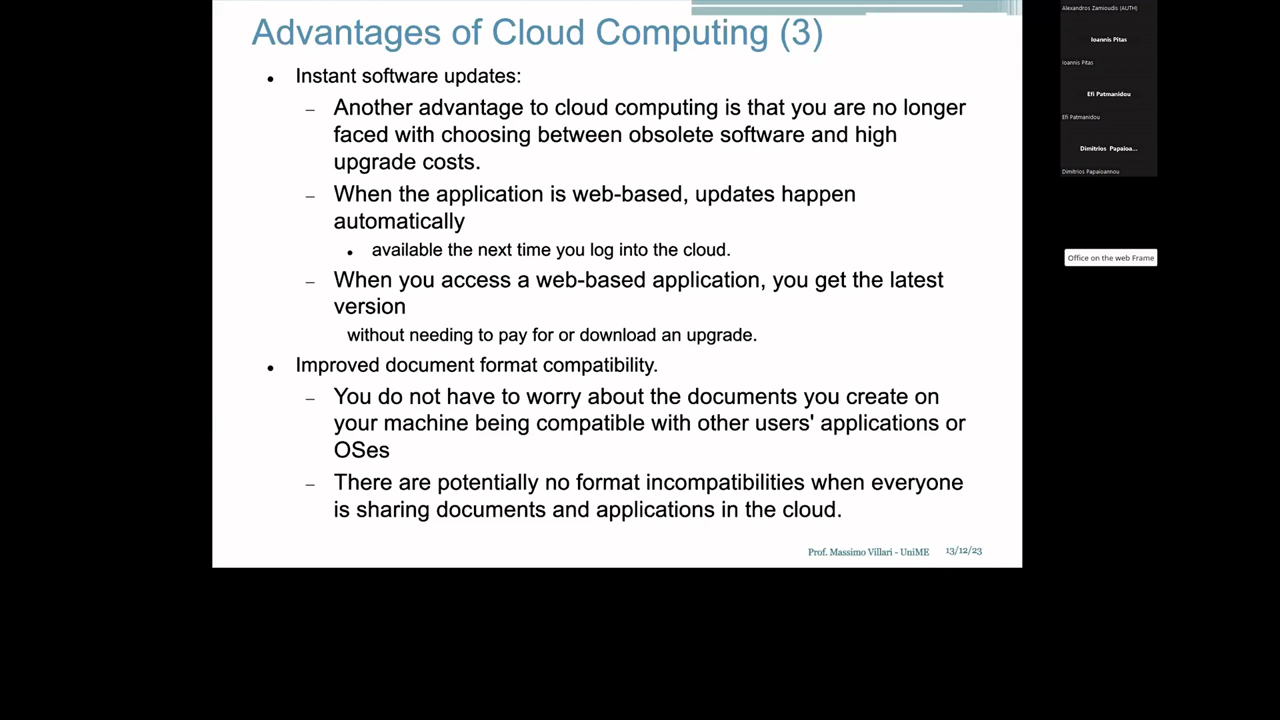 Advantages of Cloud Computing (3)
• Instant software updates:
– Another advantage to cloud computing is that you are no longer
faced with choosing between obsolete software and high
upgrade costs.
– When the application is web-based, updates happen
automatically
• available the next time you log into the cloud.
– When you access a web-based application, you get the latest
version
without needing to pay for or download an upgrade.
• Improved document format compatibility.
– You do not have to worry about the documents you create on
your machine being compatible with other users' applications or
OSes
– There are potentially no format incompatibilities when everyone
is sharing documents and applications in the cloud.
Prof. Massimo Villari - UniME 13/12/23
Alexandros Zamioudis (AUTH)
Ioannis Pitas
Ioannis Pitas
Efi Patmanidou
Efi Patmanidou
Dimitrios Papaioa...
Dimitrios Papaioannou
Office on the web Frame